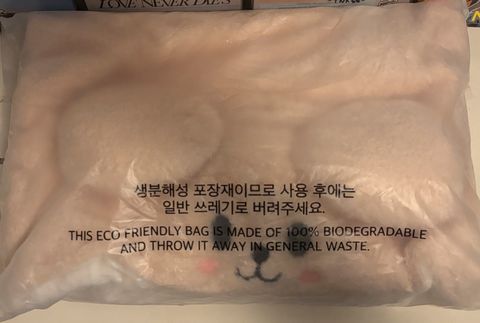 LOVE NEVER DIES
생분해성 포장재이므로 사용 후에는
일반 쓰레기로 버려주세요.
THIS ECO FRIENDLY BAG IS MADE OF 100% BIODEGRADABLE
AND THROW IT AWAY IN GENERAL WASTE.